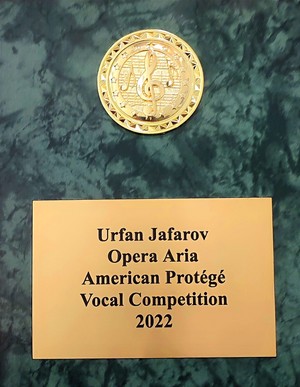 Urfan Jafarov
Opera Aria
American Protégé
Vocal Competition
2022